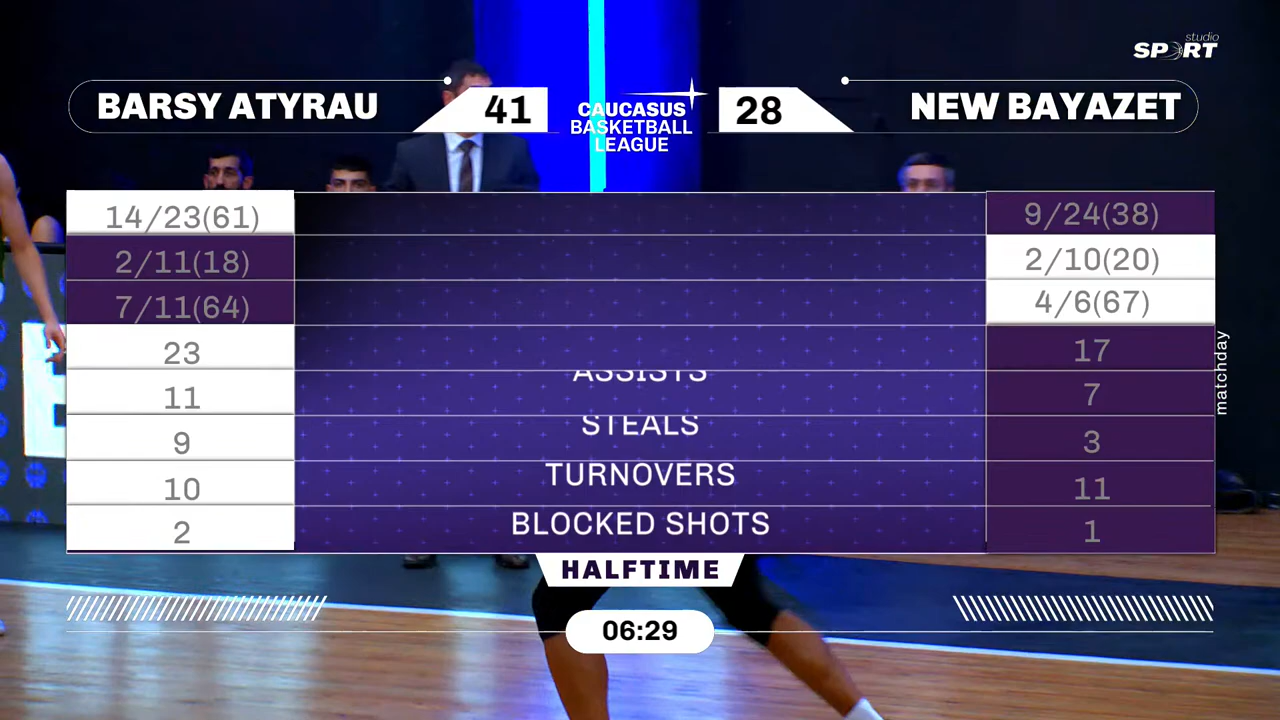 studio
SPORT
BARSY ATYRAU 41 CAUCASUS 28 NEW BAYAZET
BASKETBALL
LEAGUE
14/23(61) 9/24(38)
2/11(18) 2/10(20)
7/11(64) 4/6(67)
23 17
11 ASSISTS 7
9 STEALS 3
10 TURNOVERS 11
2 BLOCKED SHOTS 1
matchday
HALFTIME
06:29